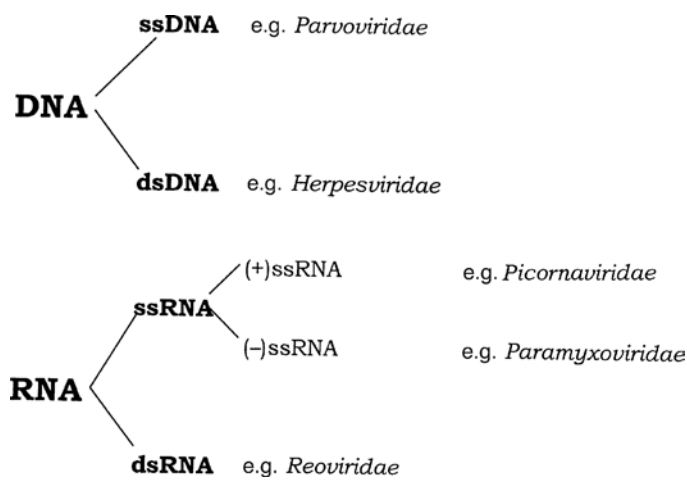 ssDNA e.g. Parvoviridae
DNA
dsDNA e.g. Herpesviridae
(+)ssRNA e.g. Picornaviridae
ssRNA
(–)ssRNA e.g. Paramyxoviridae
RNA
dsRNA e.g. Reoviridae